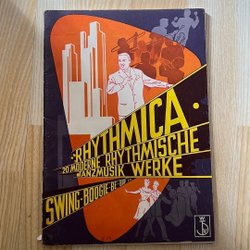 RHYTHMICA
20 MODERNE RHYTHMISCHE
TANZMUSIK WERKE
SWING-BOOGIE-BE-BOP